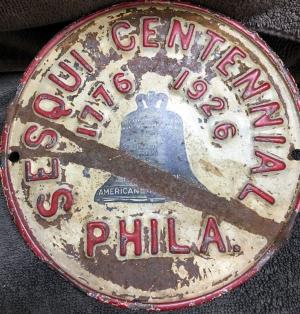 SESQUI CENTENNIAL
1776 1926
AMERICAN
PHILA.